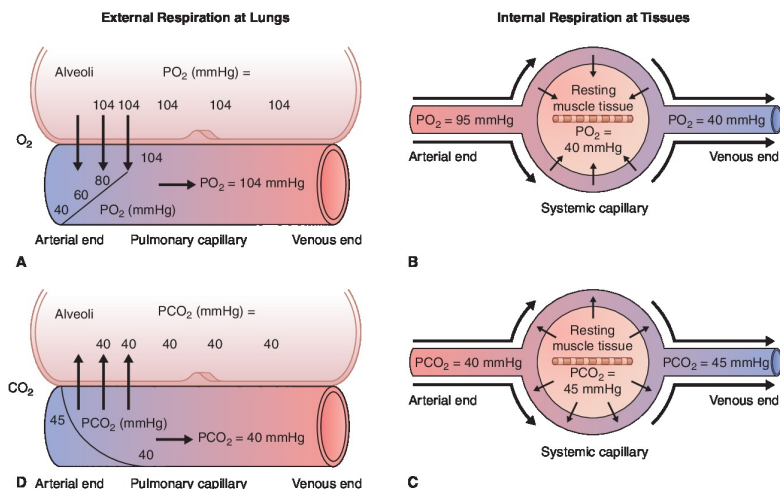 External Respiration at Lungs
Alveoli PO₂ (mmHg) =
104 104 104 104 104
O₂
104
80
60
40
PO₂ = 104 mmHg
PO₂ (mmHg)
Arterial end Pulmonary capillary Venous end
A
Internal Respiration at Tissues
Resting
muscle tissue
PO₂ = 95 mmHg
PO₂ =
40 mmHg
PO₂ = 40 mmHg
Arterial end
Venous end
Systemic capillary
B
Alveoli PCO₂ (mmHg) =
40 40 40 40 40
CO₂
45
PCO₂ (mmHg)
PCO₂ = 40 mmHg
40
D Arterial end Pulmonary capillary Venous end
Resting
muscle tissue
PCO₂ = 40 mmHg
PCO₂ =
45 mmHg
PCO₂ = 45 mmHg
Arterial end
Venous end
Systemic capillary
C